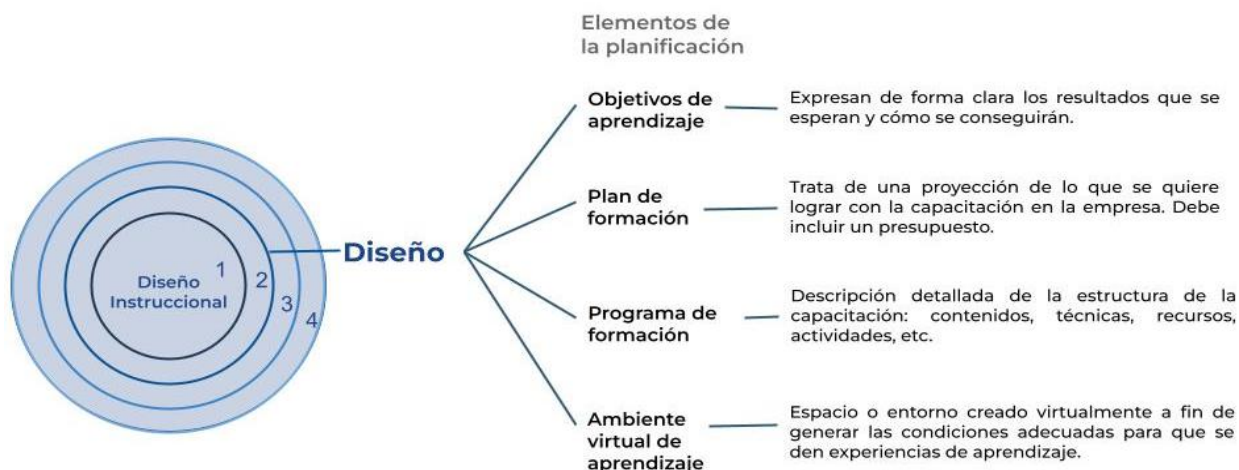 Elementos de
la planificación
Objetivos de
aprendizaje
Expresan de forma clara los resultados que se
esperan y cómo se conseguirán.
Plan de
formación
Trata de una proyección de lo que se quiere
lograr con la capacitación en la empresa. Debe
incluir un presupuesto.
Diseño
Instruccional
1
2
3
4
Diseño
Programa de
formación
Descripción detallada de la estructura de la
capacitación: contenidos, técnicas, recursos,
actividades, etc.
Ambiente
virtual de
aprendizaje
Espacio o entorno creado virtualmente a fin de
generar las condiciones adecuadas para que se
den experiencias de aprendizaje.